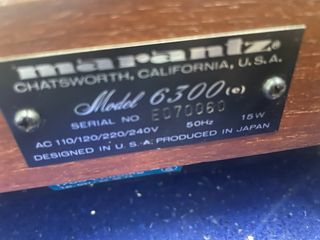 marantz
CHATSWORTH, CALIFORNIA, U.S.A.
Model 6300 (e)
SERIAL NO EC70060
AC 110/120/220/240V 50Hz 15W
DESIGNED IN U.S.A. PRODUCED IN JAPAN